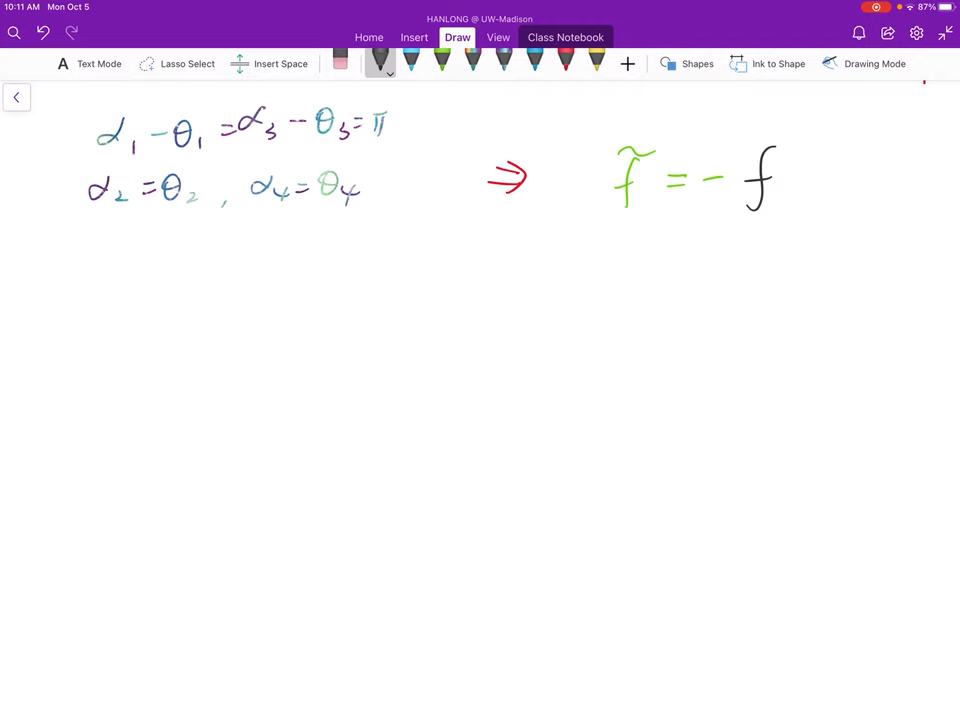 10:11 AM Mon Oct 5
87%
HANLONG @ UW-Madison
Home Insert Draw View Class Notebook
Text Mode Lasso Select Insert Space Shapes Ink to Shape Drawing Mode
α₁ − θ₁ = α₃ − θ₃ = π
α₂ = θ₂ , α₄ = θ₄ ⇒ f̃ = − f